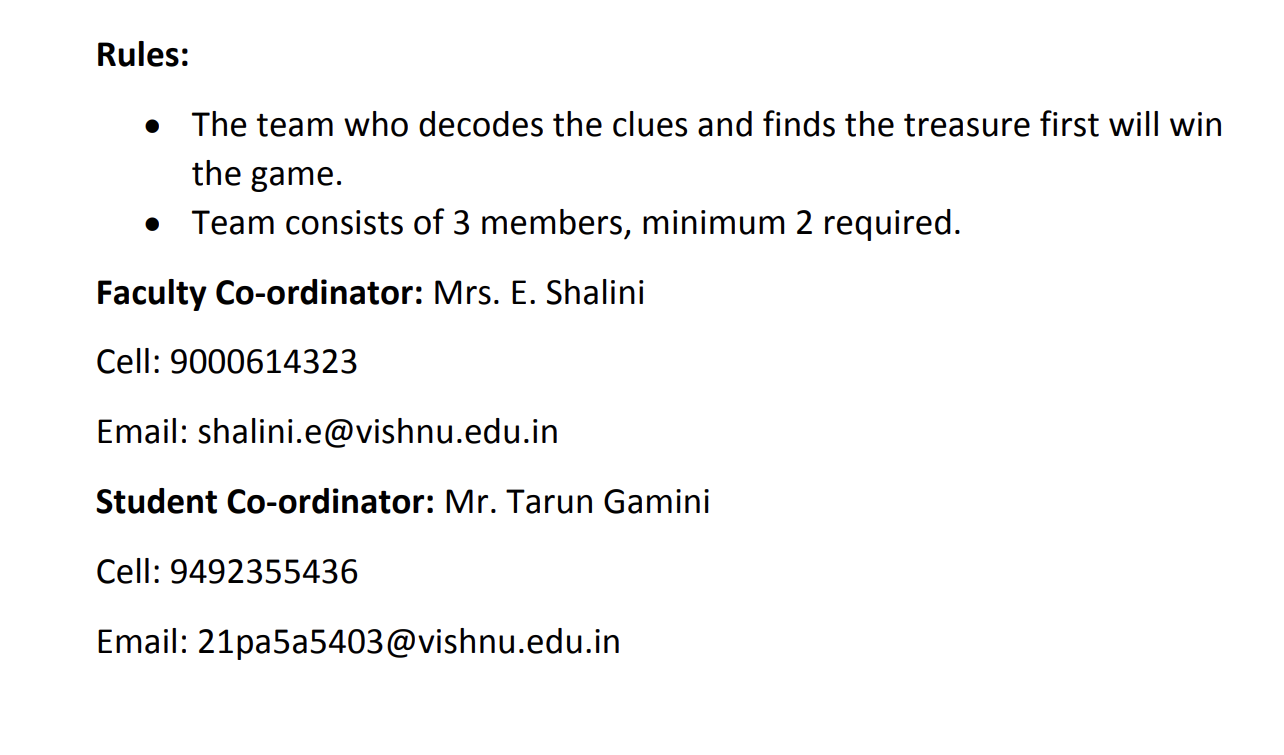 Rules:
• The team who decodes the clues and finds the treasure first will win
the game.
• Team consists of 3 members, minimum 2 required.
Faculty Co-ordinator: Mrs. E. Shalini
Cell: 9000614323
Email: shalini.e@vishnu.edu.in
Student Co-ordinator: Mr. Tarun Gamini
Cell: 9492355436
Email: 21pa5a5403@vishnu.edu.in